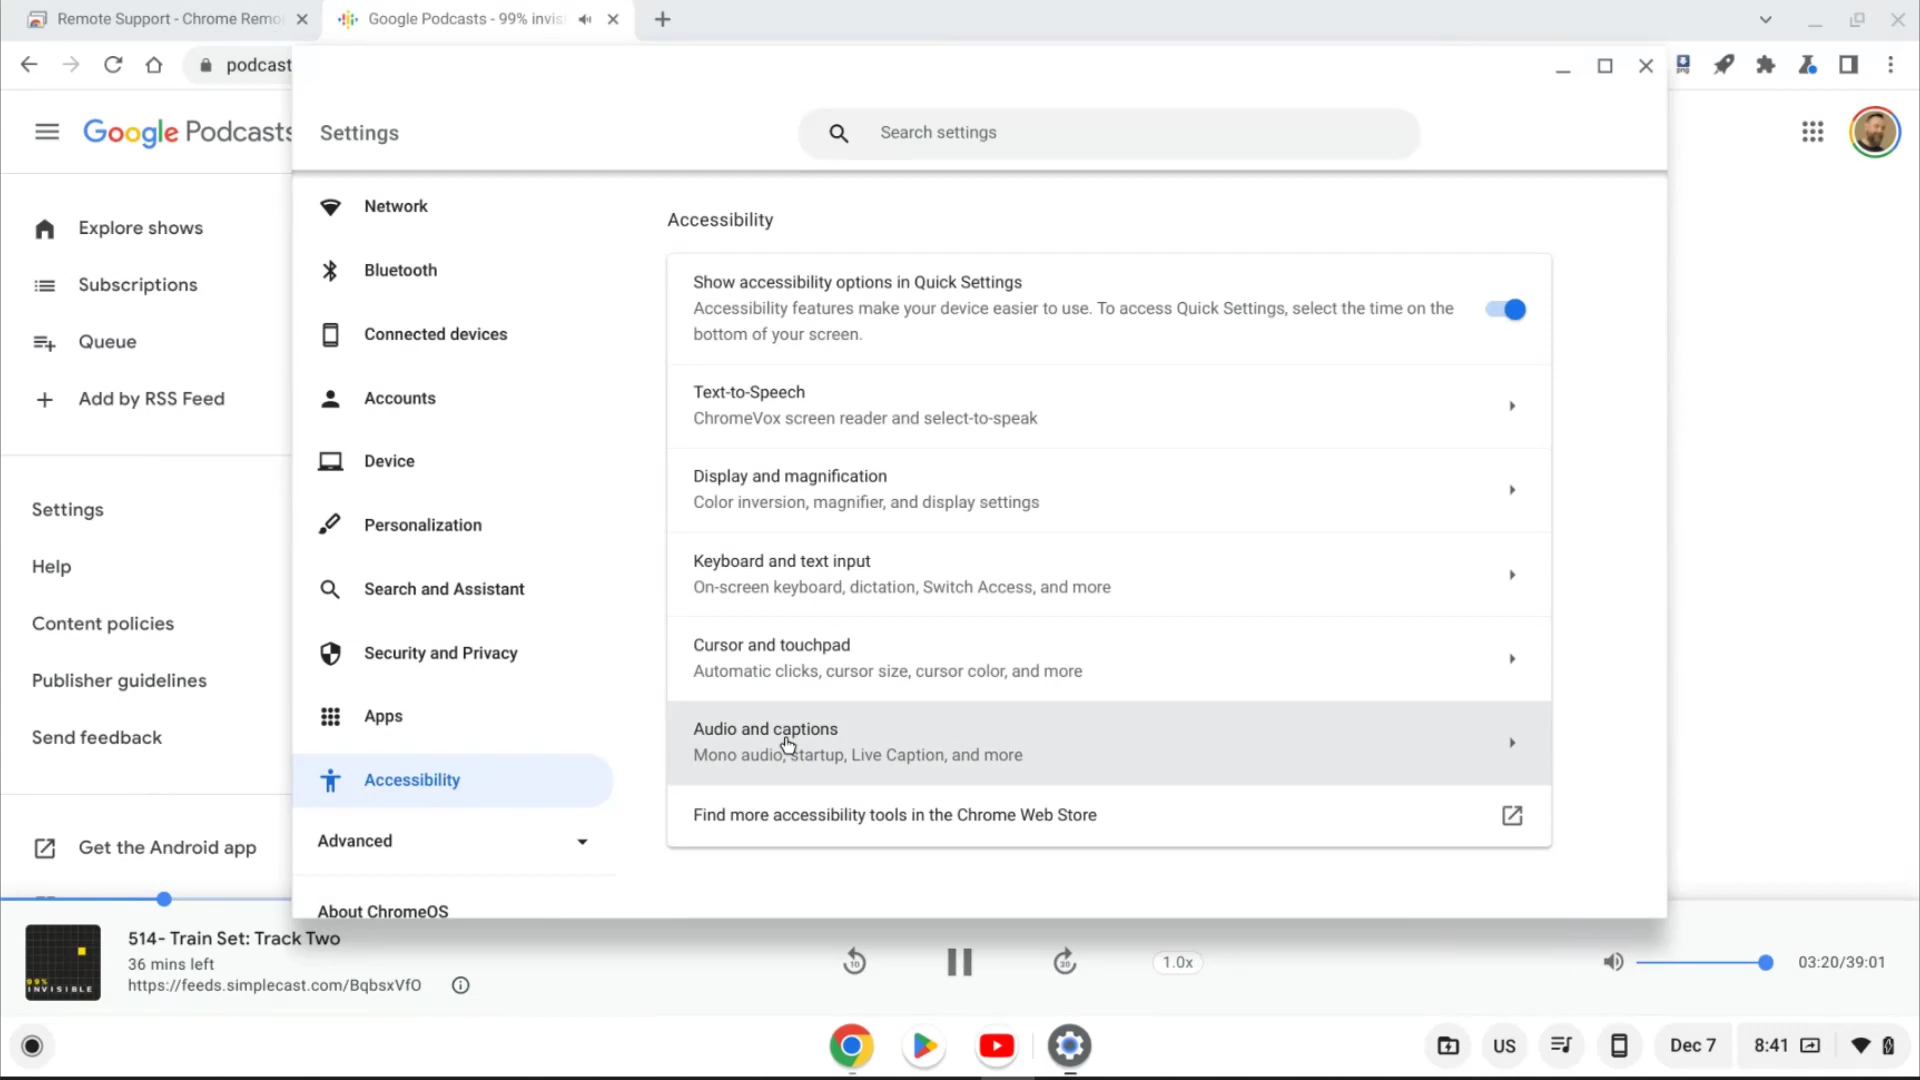 Remote Support - Chrome Remo
Google Podcasts - 99% invis
podcast
png
Google Podcasts
Explore shows
Subscriptions
Queue
Add by RSS Feed
Settings
Help
Content policies
Publisher guidelines
Send feedback
Get the Android app
Settings
Search settings
Network
Bluetooth
Connected devices
Accounts
Device
Personalization
Search and Assistant
Security and Privacy
Apps
Accessibility
Advanced
About ChromeOS
Accessibility
Show accessibility options in Quick Settings
Accessibility features make your device easier to use. To access Quick Settings, select the time on the
bottom of your screen.
Text-to-Speech
ChromeVox screen reader and select-to-speak
Display and magnification
Color inversion, magnifier, and display settings
Keyboard and text input
On-screen keyboard, dictation, Switch Access, and more
Cursor and touchpad
Automatic clicks, cursor size, cursor color, and more
Audio and captions
Mono audio, startup, Live Caption, and more
Find more accessibility tools in the Chrome Web Store
99%
INVISIBLE
514- Train Set: Track Two
36 mins left
https://feeds.simplecast.com/BqbsxVfO
10
30
1.0x
03:20/39:01
US
Dec 7
8:41